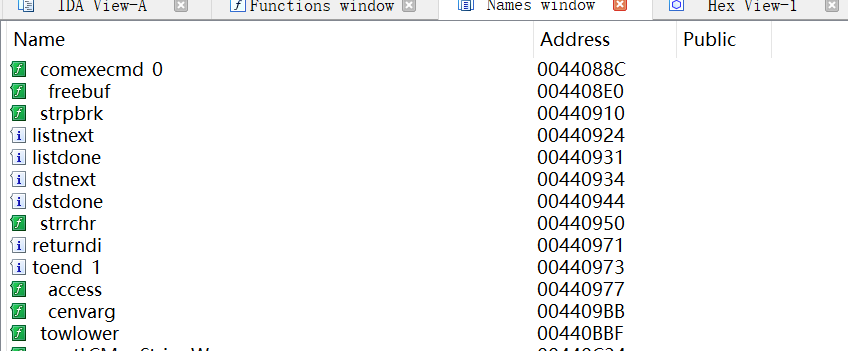 IDA View-A Functions window Names window Hex View-1
Name Address Public
comexecmd 0 0044088C
freebuf 004408E0
strpbrk 00440910
listnext 00440924
listdone 00440931
dstnext 00440934
dstdone 00440944
strrchr 00440950
returndi 00440971
toend 1 00440973
access 00440977
cenvarg 004409BB
towlower 00440BBF